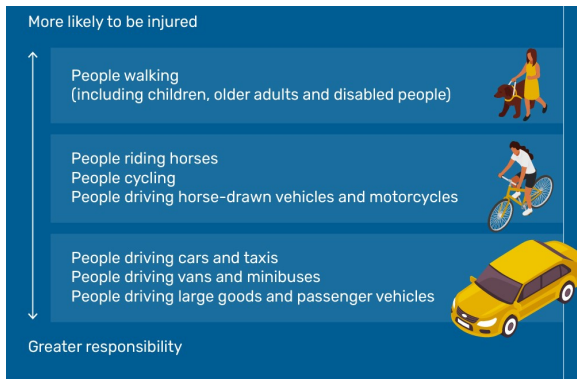 More likely to be injured
People walking
(including children, older adults and disabled people)
People riding horses
People cycling
People driving horse-drawn vehicles and motorcycles
People driving cars and taxis
People driving vans and minibuses
People driving large goods and passenger vehicles
Greater responsibility